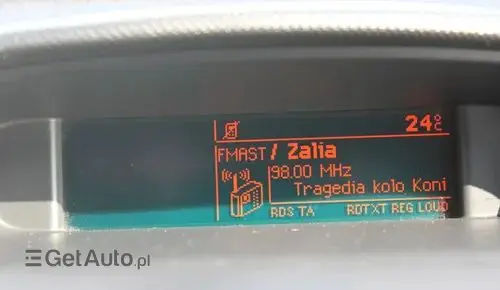 24°C
FMAST / Zalia
98.00 MHz
Tragedia kolo Koni
RDS TA RDTXT REG LOUD
GetAuto.pl